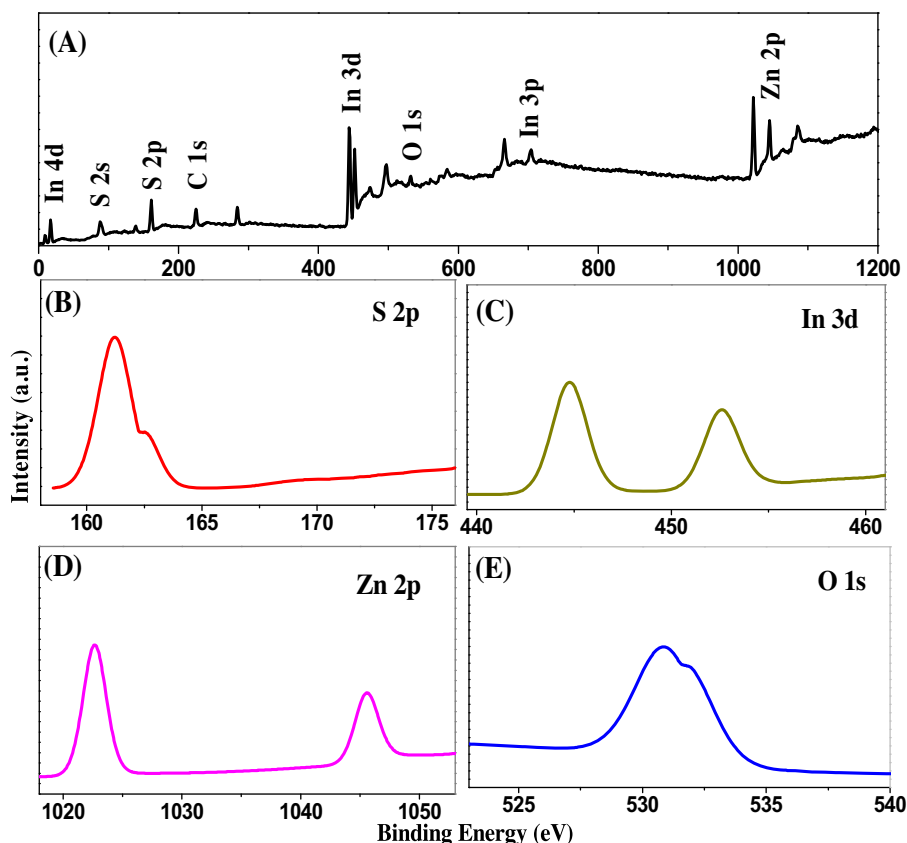 (A)
In 4d
S 2s
S 2p
C 1s
In 3d
O 1s
In 3p
Zn 2p
0 200 400 600 800 1000 1200
(B)
S 2p
160 165 170 175
(C)
In 3d
440 450 460
Intensity (a.u.)
(D)
Zn 2p
1020 1030 1040 1050
(E)
O 1s
525 530 535 540
Binding Energy (eV)